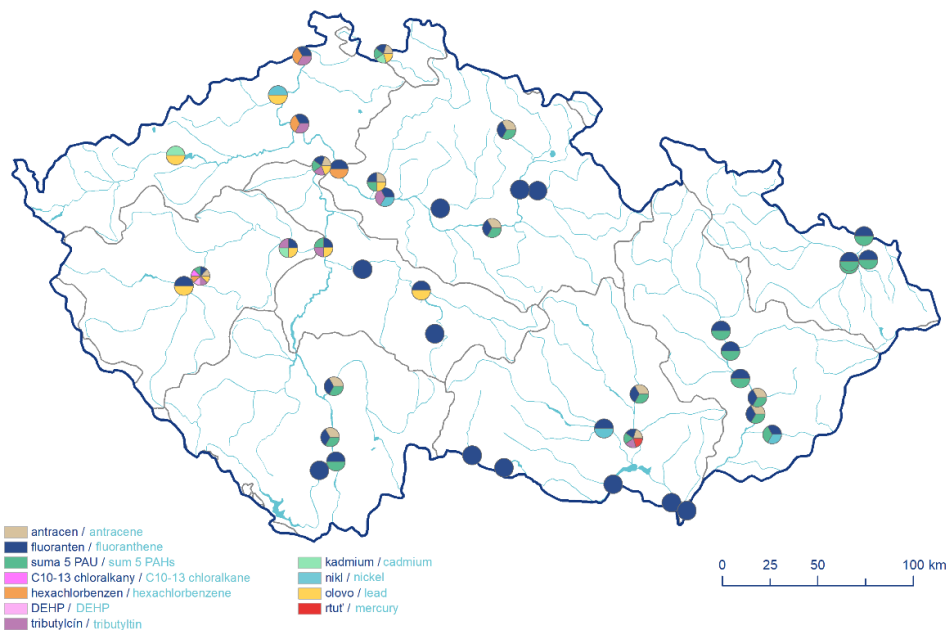 antracen / antracene
fluoranten / fluoranthene
suma 5 PAU / sum 5 PAHs
C10-13 chloralkany / C10-13 chloralkane
hexachlorbenzen / hexachlorbenzene
DEHP / DEHP
tributylcín / tributyltin
kadmium / cadmium
nikl / nickel
olovo / lead
rtuť / mercury
0 25 50 100 km